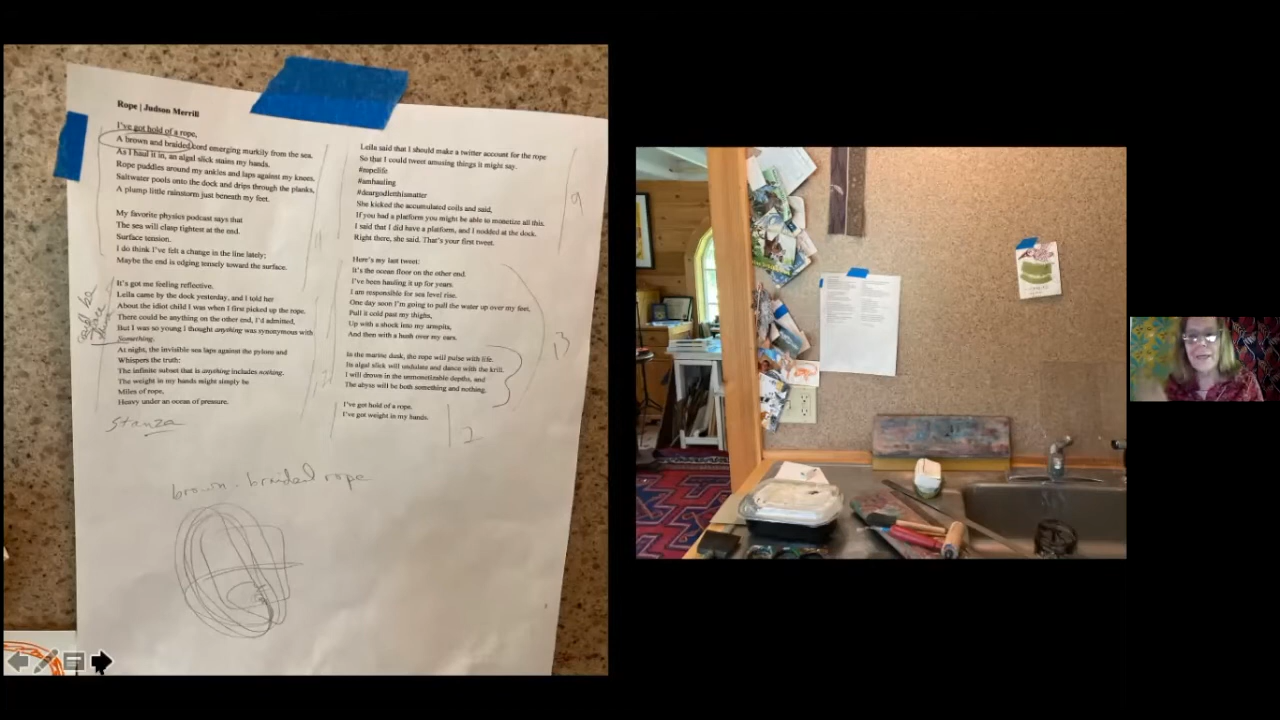 Rope | Judson Merrill
I've got hold of a rope,
A brown and braided cord emerging murkily from the sea.
As I haul it in, an algal slick stains my hands.
Rope puddles around my ankles and laps against my knees.
Saltwater pools onto the dock and drips through the planks,
A plump little rainstorm just beneath my feet.
My favorite physics podcast says that
The sea will clasp tightest at the end.
Surface tension.
I do think I've felt a change in the line lately;
Maybe the end is edging tensely toward the surface.
It's got me feeling reflective.
Leila came by the dock yesterday, and I told her
About the idiot child I was when I first picked up the rope.
There could be anything on the other end, I'd admitted,
But I was so young I thought anything was synonymous with
Something.
At night, the invisible sea laps against the pylons and
Whispers the truth:
The infinite subset that is anything includes nothing.
The weight in my hands might simply be
Miles of rope,
Heavy under an ocean of pressure.
stanza
brown - braided rope
Leila said that I should make a twitter account for the rope
So that I could tweet amusing things it might say.
#ropelife
#amhauling
#deargodletthismatter
She kicked the accumulated coils and said,
If you had a platform you might be able to monetize all this.
I said that I did have a platform, and I nodded at the dock.
Right there, she said. That's your first tweet.
9
Here's my last tweet:
It's the ocean floor on the other end.
I've been hauling it up for years.
I am responsible for sea level rise.
One day soon I'm going to pull the water up over my feet,
Pull it cold past my thighs,
Up with a shock into my armpits,
And then with a hush over my ears.
In the marine dusk, the rope will pulse with life.
Its algal slick will undulate and dance with the krill.
I will drown in the unmonetizable depths, and
The abyss will be both something and nothing.
13
I've got hold of a rope.
I've got weight in my hands.
2